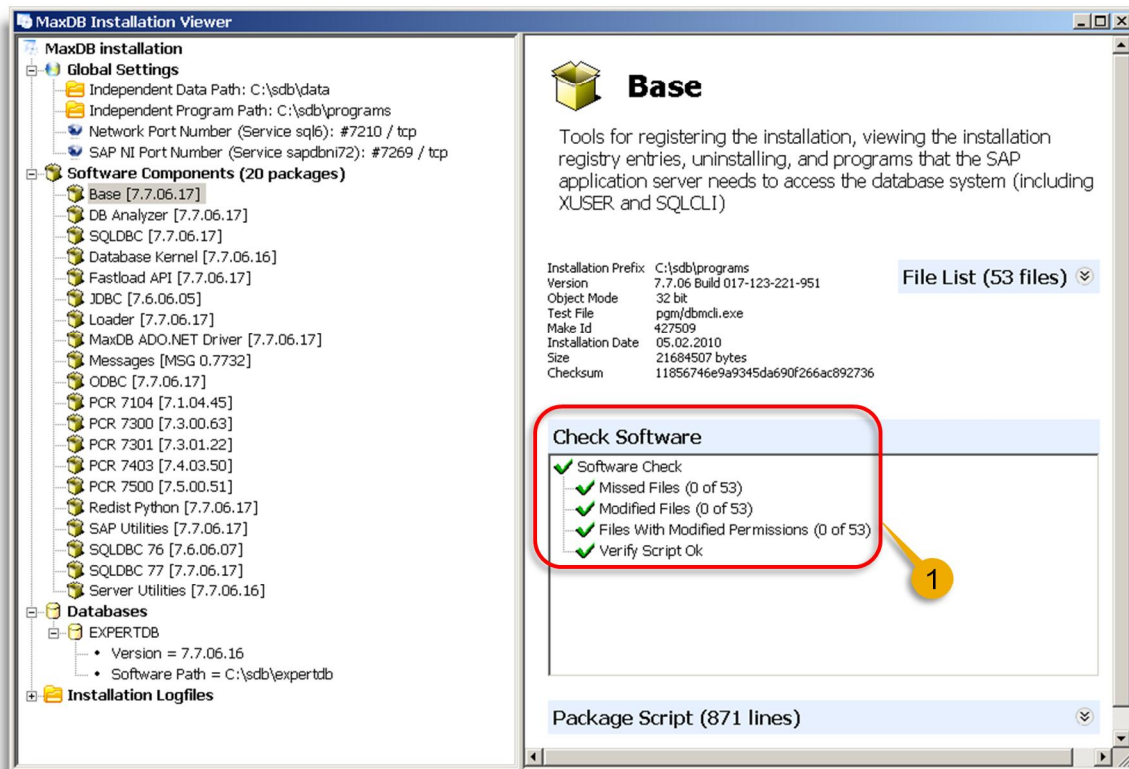 MaxDB Installation Viewer
MaxDB installation
Global Settings
Independent Data Path: C:\sdb\data
Independent Program Path: C:\sdb\programs
Network Port Number (Service sql6): #7210 / tcp
SAP NI Port Number (Service sapdbni72): #7269 / tcp
Software Components (20 packages)
Base [7.7.06.17]
DB Analyzer [7.7.06.17]
SQLDBC [7.7.06.17]
Database Kernel [7.7.06.16]
Fastload API [7.7.06.17]
JDBC [7.6.06.05]
Loader [7.7.06.17]
MaxDB ADO.NET Driver [7.7.06.17]
Messages [MSG 0.7732]
ODBC [7.7.06.17]
PCR 7104 [7.1.04.45]
PCR 7300 [7.3.00.63]
PCR 7301 [7.3.01.22]
PCR 7403 [7.4.03.50]
PCR 7500 [7.5.00.51]
Redist Python [7.7.06.17]
SAP Utilities [7.7.06.17]
SQLDBC 76 [7.6.06.07]
SQLDBC 77 [7.7.06.17]
Server Utilities [7.7.06.16]
Databases
EXPERTDB
• Version = 7.7.06.16
• Software Path = C:\sdb\expertdb
Installation Logfiles
Base
Tools for registering the installation, viewing the installation
registry entries, uninstalling, and programs that the SAP
application server needs to access the database system (including
XUSER and SQLCLI)
Installation Prefix C:\sdb\programs
Version 7.7.06 Build 017-123-221-951
Object Mode 32 bit
Test File pgm/dbmcli.exe
Make Id 427509
Installation Date 05.02.2010
Size 21684507 bytes
Checksum 11856746e9a9345da690f266ac892736
File List (53 files)
Check Software
Software Check
Missed Files (0 of 53)
Modified Files (0 of 53)
Files With Modified Permissions (0 of 53)
Verify Script Ok
1
Package Script (871 lines)